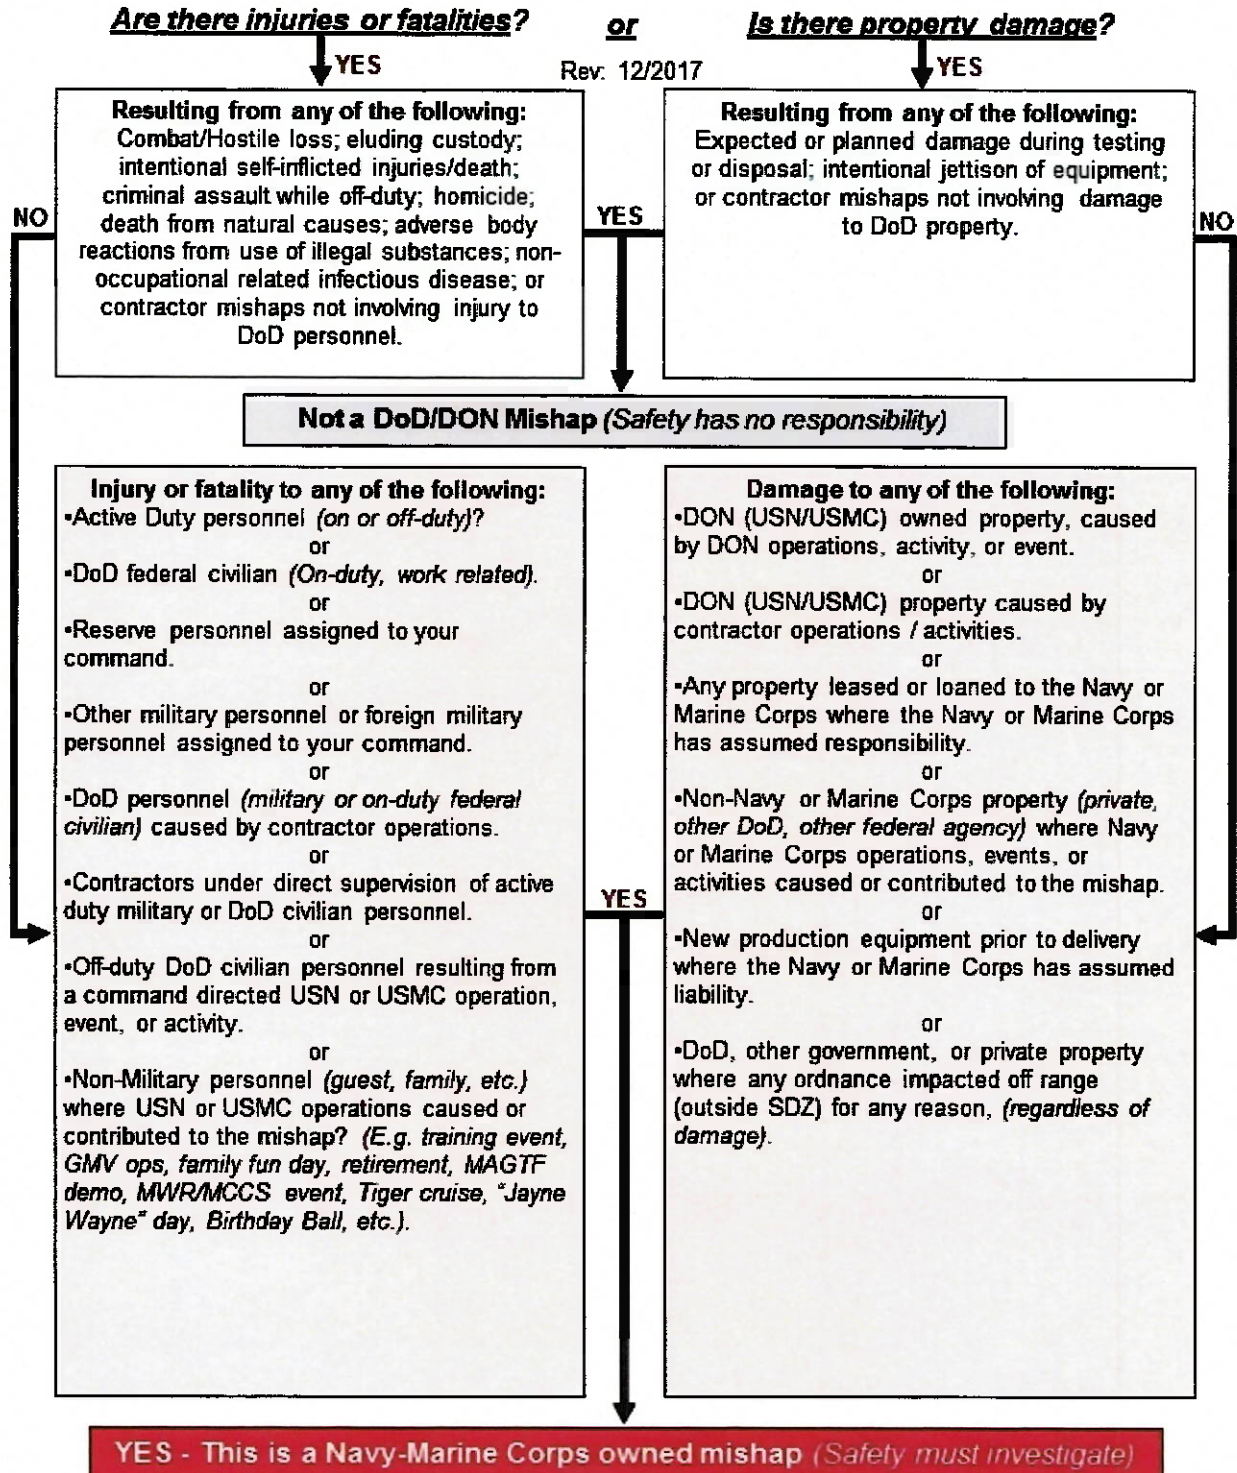 Are there injuries or fatalities? or Is there property damage?
YES Rev: 12/2017 YES
Resulting from any of the following:
Combat/Hostile loss; eluding custody;
intentional self-inflicted injuries/death;
criminal assault while off-duty; homicide;
death from natural causes; adverse body
reactions from use of illegal substances; non-
occupational related infectious disease; or
contractor mishaps not involving injury to
DoD personnel.
Resulting from any of the following:
Expected or planned damage during testing
or disposal; intentional jettison of equipment;
or contractor mishaps not involving damage
to DoD property.
NO
YES
NO
Not a DoD/DON Mishap (Safety has no responsibility)
Injury or fatality to any of the following:
•Active Duty personnel (on or off-duty)?
or
•DoD federal civilian (On-duty, work related).
or
•Reserve personnel assigned to your
command.
or
•Other military personnel or foreign military
personnel assigned to your command.
or
•DoD personnel (military or on-duty federal
civilian) caused by contractor operations.
or
•Contractors under direct supervision of active
duty military or DoD civilian personnel.
or
•Off-duty DoD civilian personnel resulting from
a command directed USN or USMC operation,
event, or activity.
or
•Non-Military personnel (guest, family, etc.)
where USN or USMC operations caused or
contributed to the mishap? (E.g. training event,
GMV ops, family fun day, retirement, MAGTF
demo, MWR/MCCS event, Tiger cruise, "Jayne
Wayne" day, Birthday Ball, etc.).
YES
Damage to any of the following:
•DON (USN/USMC) owned property, caused
by DON operations, activity, or event.
or
•DON (USN/USMC) property caused by
contractor operations / activities.
or
•Any property leased or loaned to the Navy or
Marine Corps where the Navy or Marine Corps
has assumed responsibility.
or
•Non-Navy or Marine Corps property (private,
other DoD, other federal agency) where Navy
or Marine Corps operations, events, or
activities caused or contributed to the mishap.
or
•New production equipment prior to delivery
where the Navy or Marine Corps has assumed
liability.
or
•DoD, other government, or private property
where any ordnance impacted off range
(outside SDZ) for any reason, (regardless of
damage).
YES - This is a Navy-Marine Corps owned mishap (Safety must investigate)